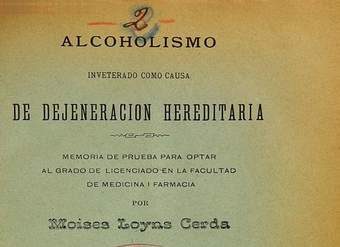 2
ALCOHOLISMO
INVETERADO COMO CAUSA
DE DEJENERACION HEREDITARIA
MEMORIA DE PRUEBA PARA OPTAR
AL GRADO DE LICENCIADO EN LA FACULTAD
DE MEDICINA I FARMACIA
POR
Moises Loyns Cerda